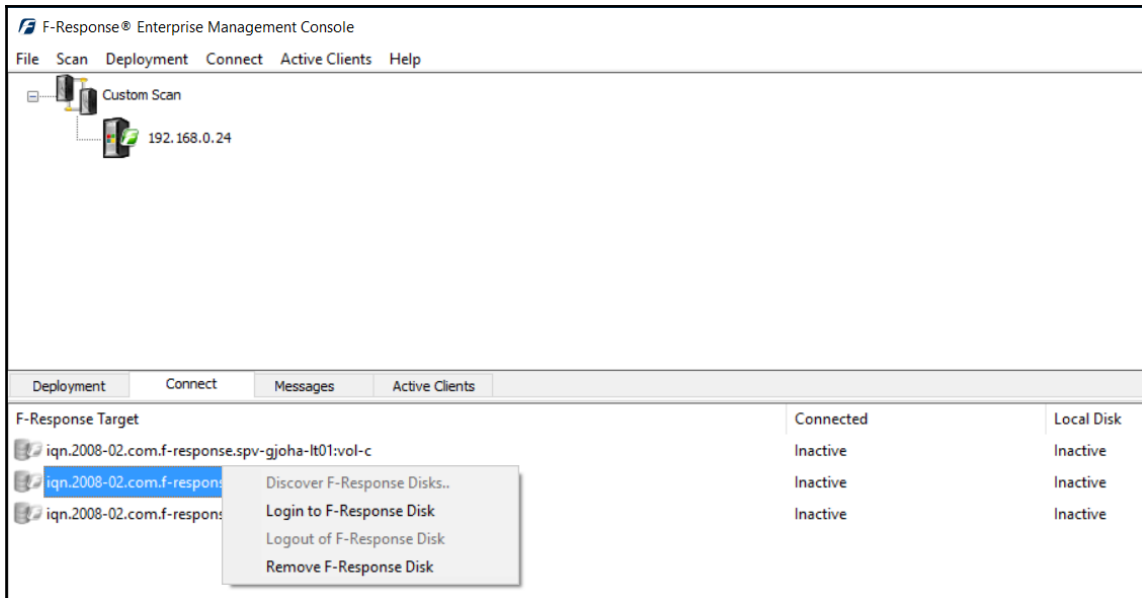 F-Response® Enterprise Management Console
File Scan Deployment Connect Active Clients Help
Custom Scan
192.168.0.24
Deployment Connect Messages Active Clients
F-Response Target Connected Local Disk
iqn.2008-02.com.f-response.spv-gjoha-lt01:vol-c Inactive Inactive
iqn.2008-02.com.f-respons Inactive Inactive
iqn.2008-02.com.f-respons Inactive Inactive
Discover F-Response Disks..
Login to F-Response Disk
Logout of F-Response Disk
Remove F-Response Disk